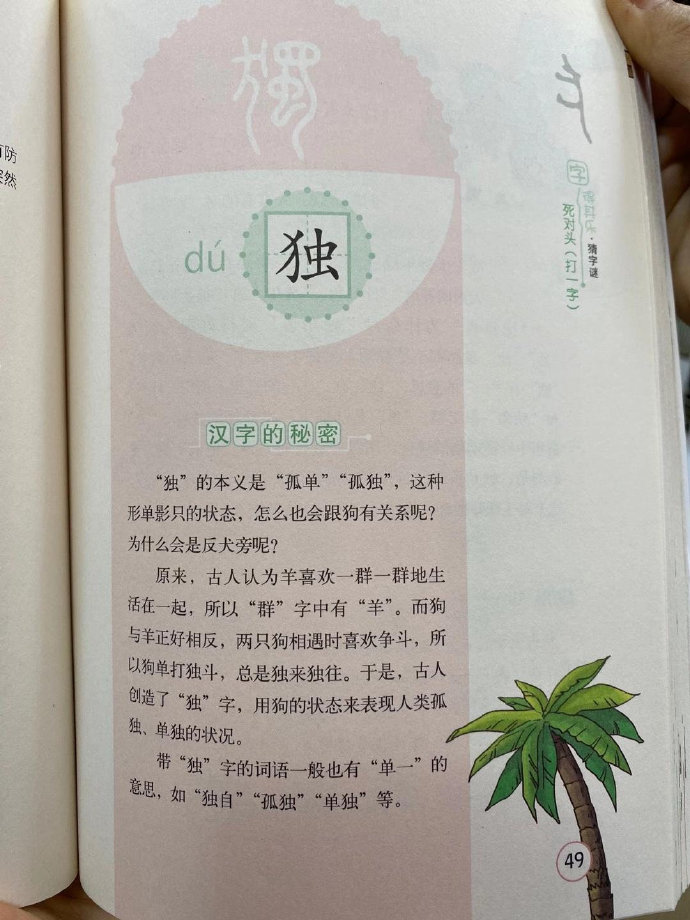 防
然
獨
dú
独
字
得其乐·猜字谜
死对头（打一字）
汉字的秘密
“独”的本义是“孤单”“孤独”，这种
形单影只的状态，怎么也会跟狗有关系呢？
为什么会是反犬旁呢？
原来，古人认为羊喜欢一群一群地生
活在一起，所以“群”字中有“羊”。而狗
与羊正好相反，两只狗相遇时喜欢争斗，所
以狗单打独斗，总是独来独往。于是，古人
创造了“独”字，用狗的状态来表现人类孤
独、单独的状况。
带“独”字的词语一般也有“单一”的
意思，如“独自”“孤独”“单独”等。
49